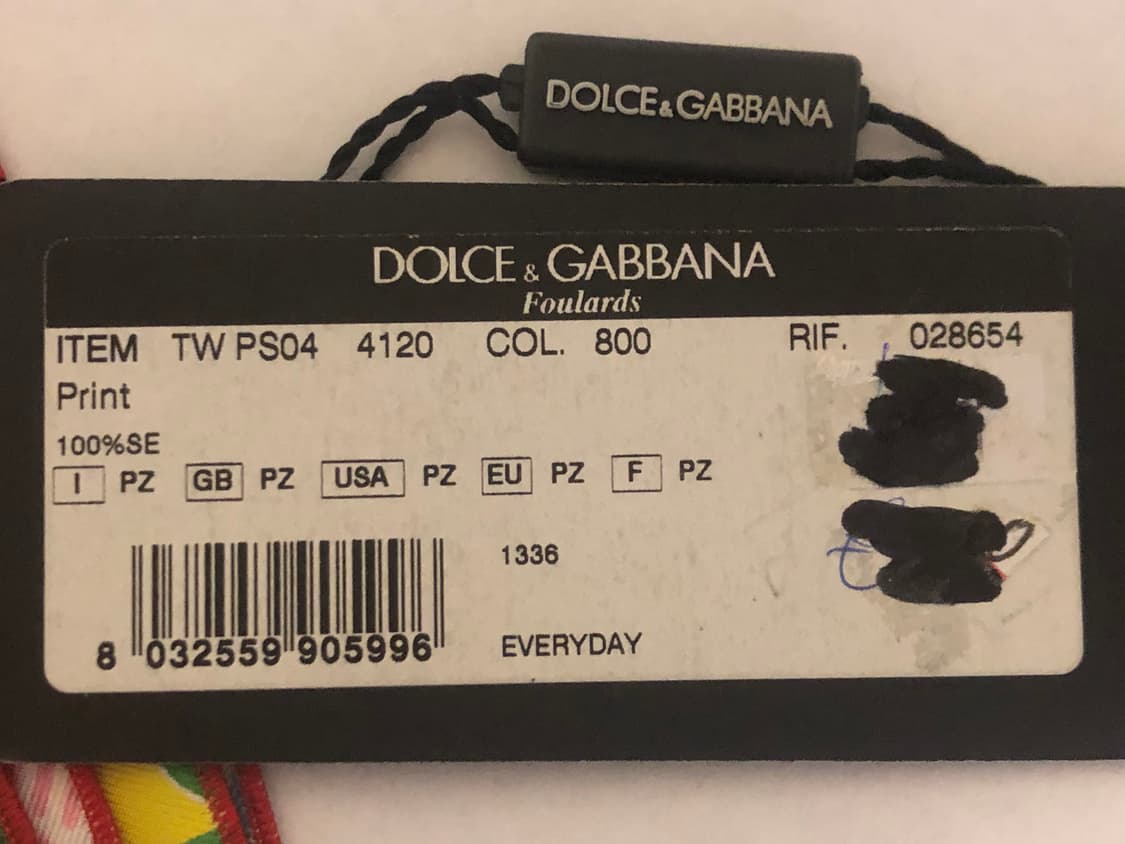 DOLCE & GABBANA
DOLCE & GABBANA
Foulards
ITEM TW PS04 4120 COL. 800 RIF. 028654
Print
100%SE
I PZ GB PZ USA PZ EU PZ F PZ
1336
8 032559 905996
EVERYDAY